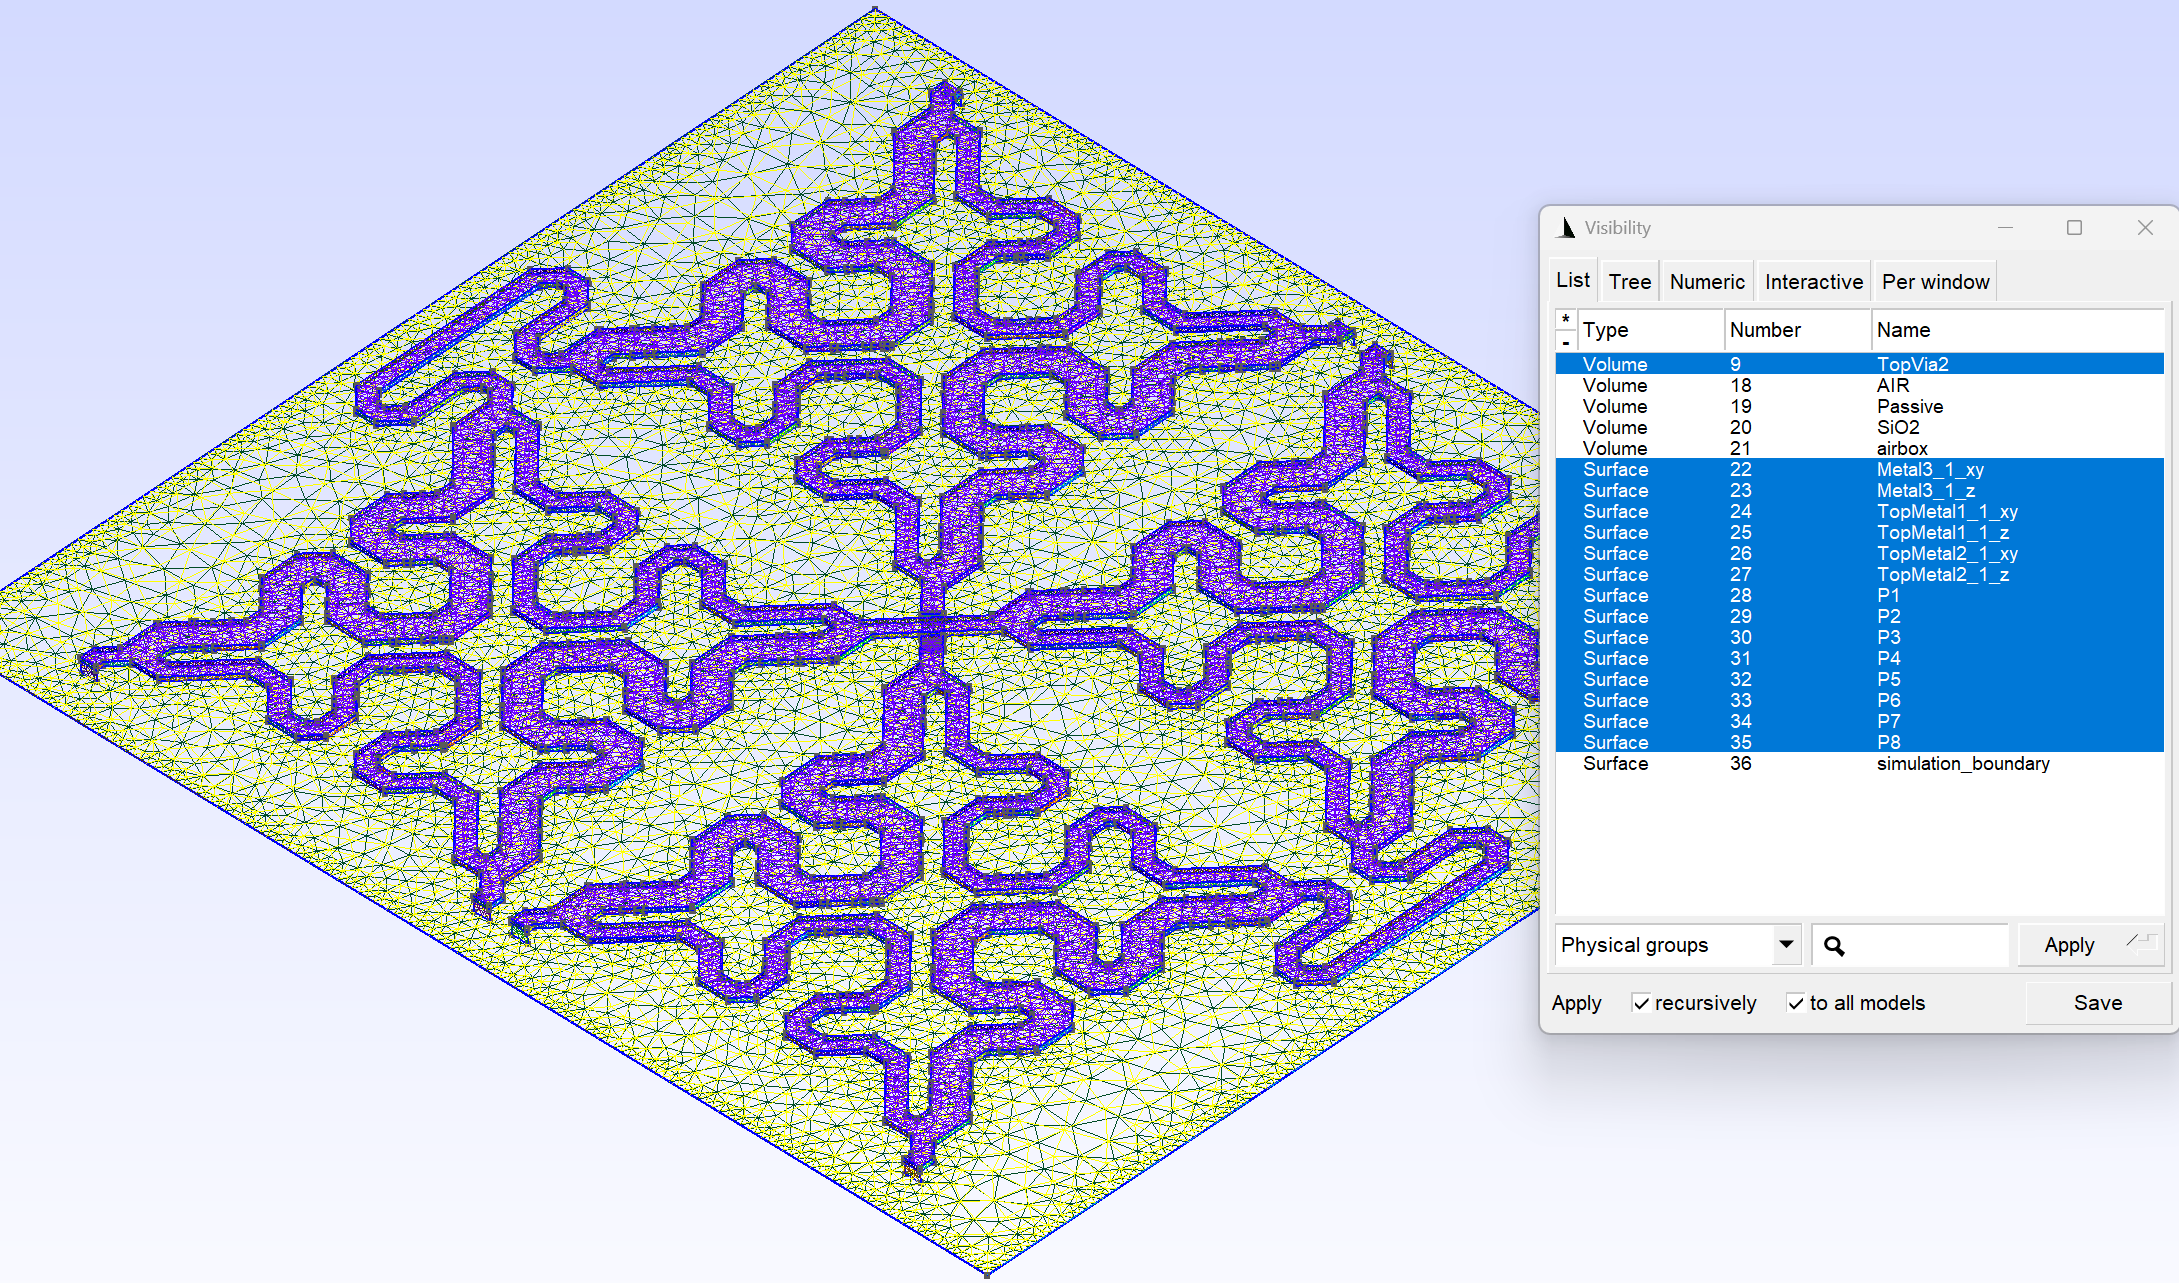 Visibility
List Tree Numeric Interactive Per window
* Type Number Name
-
Volume 9 TopVia2
Volume 18 AIR
Volume 19 Passive
Volume 20 SiO2
Volume 21 airbox
Surface 22 Metal3_1_xy
Surface 23 Metal3_1_z
Surface 24 TopMetal1_1_xy
Surface 25 TopMetal1_1_z
Surface 26 TopMetal2_1_xy
Surface 27 TopMetal2_1_z
Surface 28 P1
Surface 29 P2
Surface 30 P3
Surface 31 P4
Surface 32 P5
Surface 33 P6
Surface 34 P7
Surface 35 P8
Surface 36 simulation_boundary
Physical groups Apply
Apply recursively to all models Save